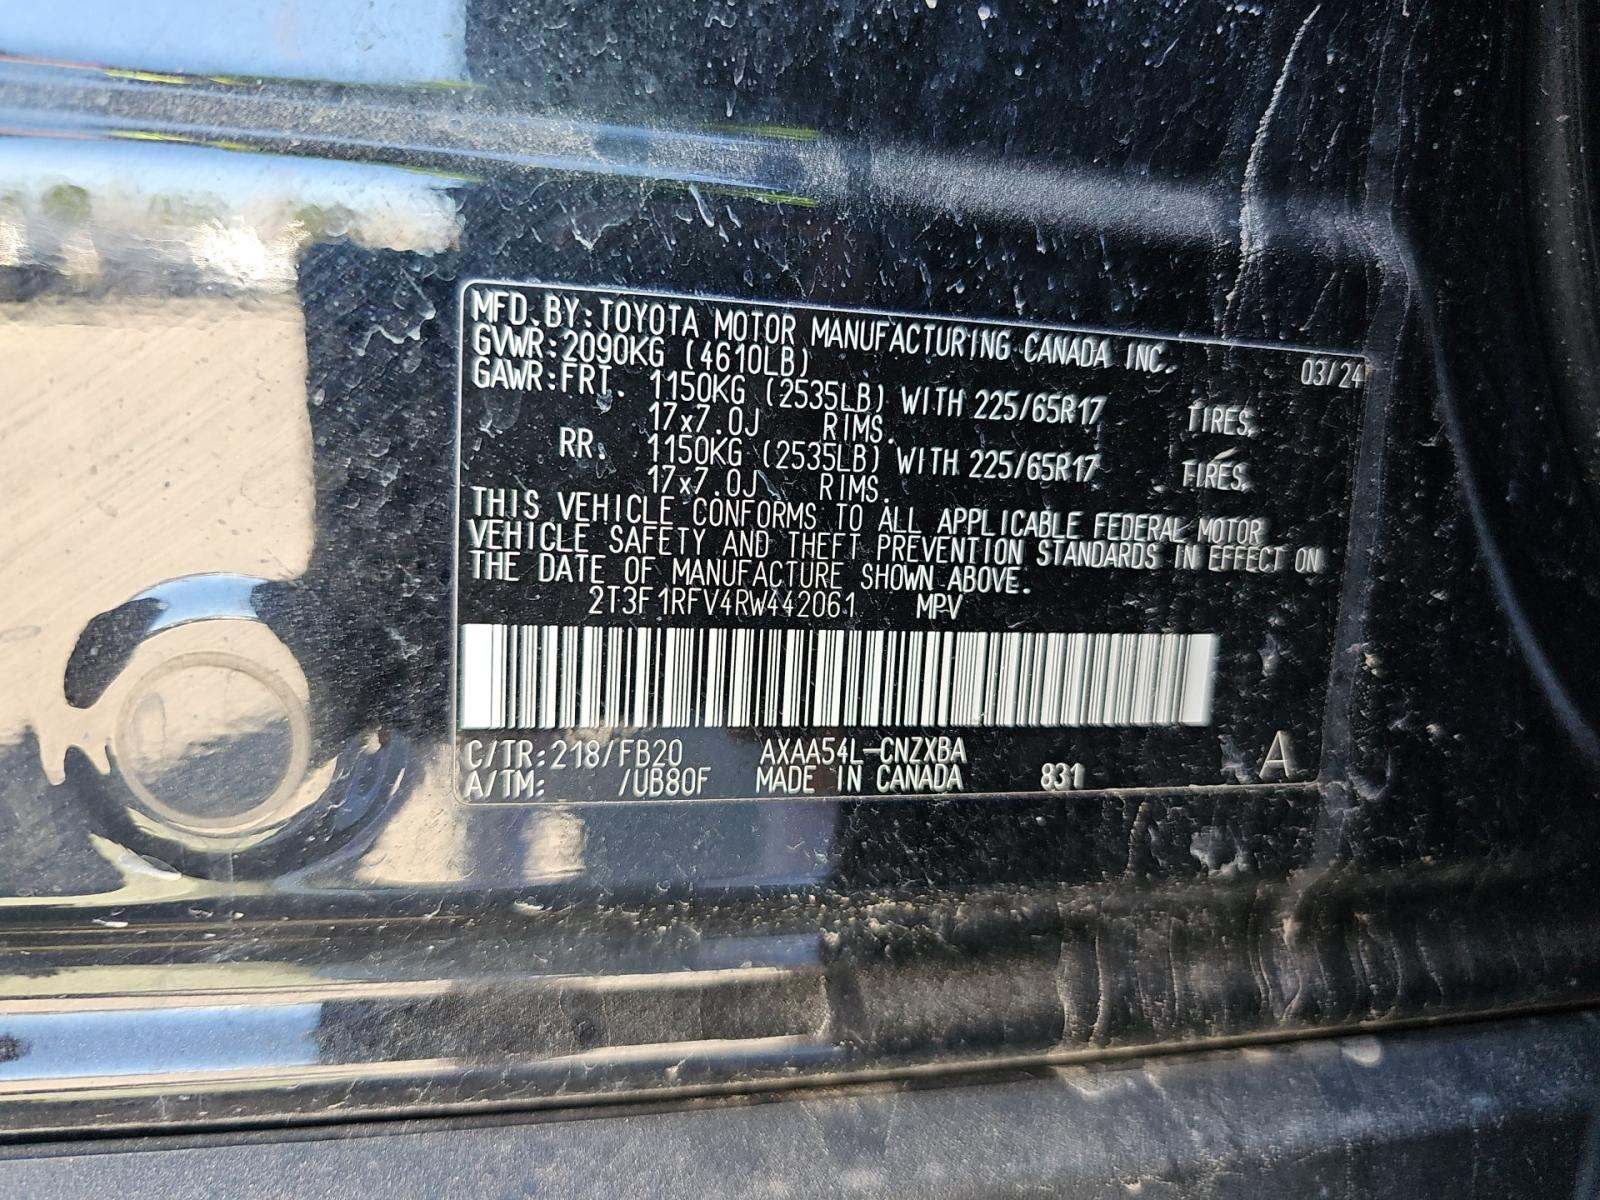 MFD. BY: TOYOTA MOTOR MANUFACTURING CANADA INC. 03/24
GVWR: 2090KG (4610LB)
GAWR: FRT. 1150KG (2535LB) WITH 225/65R17 TIRES,
17x7.0J RIMS.
RR. 1150KG (2535LB) WITH 225/65R17 TIRES,
17x7.0J RIMS.
THIS VEHICLE CONFORMS TO ALL APPLICABLE FEDERAL MOTOR
VEHICLE SAFETY AND THEFT PREVENTION STANDARDS IN EFFECT ON
THE DATE OF MANUFACTURE SHOWN ABOVE.
2T3F1RFV4RW442061 MPV
C/TR: 218/FB20 AXAA54L-CNZXBA A
A/TM: /UB80F MADE IN CANADA 831